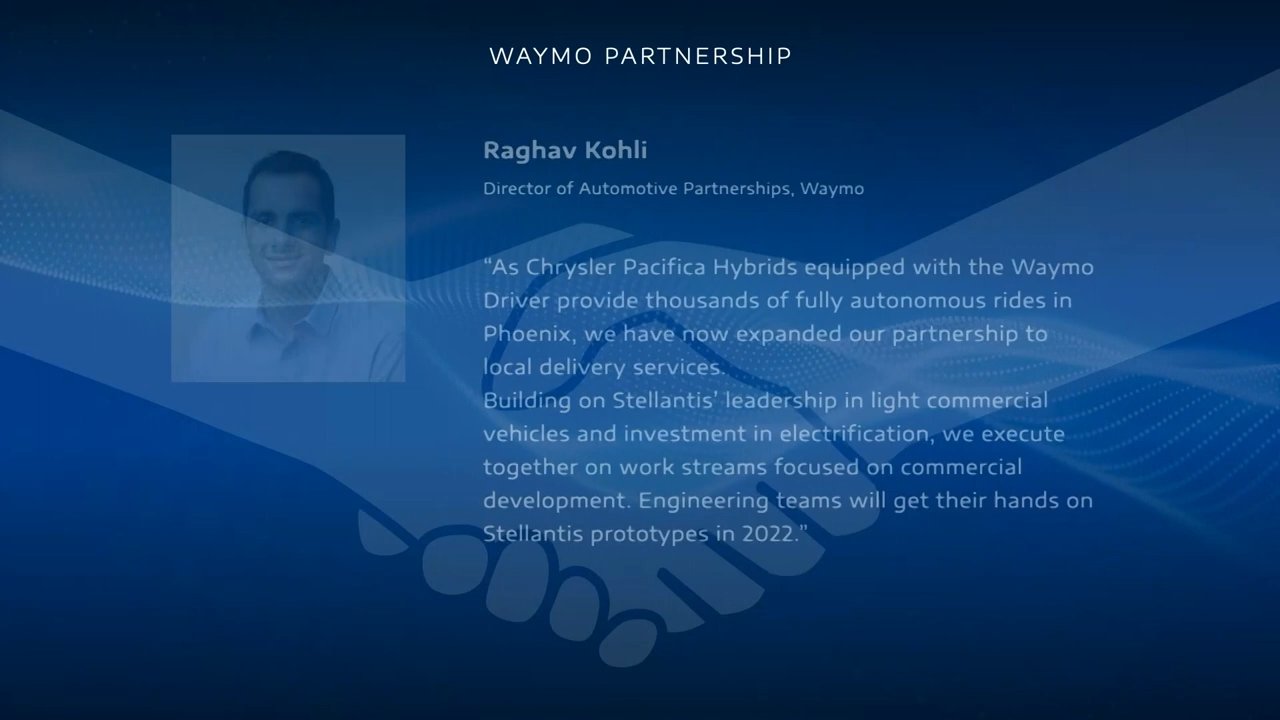 WAYMO PARTNERSHIP
Raghav Kohli
Director of Automotive Partnerships, Waymo
“As Chrysler Pacifica Hybrids equipped with the Waymo
Driver provide thousands of fully autonomous rides in
Phoenix, we have now expanded our partnership to
local delivery services.
Building on Stellantis’ leadership in light commercial
vehicles and investment in electrification, we execute
together on work streams focused on commercial
development. Engineering teams will get their hands on
Stellantis prototypes in 2022.”